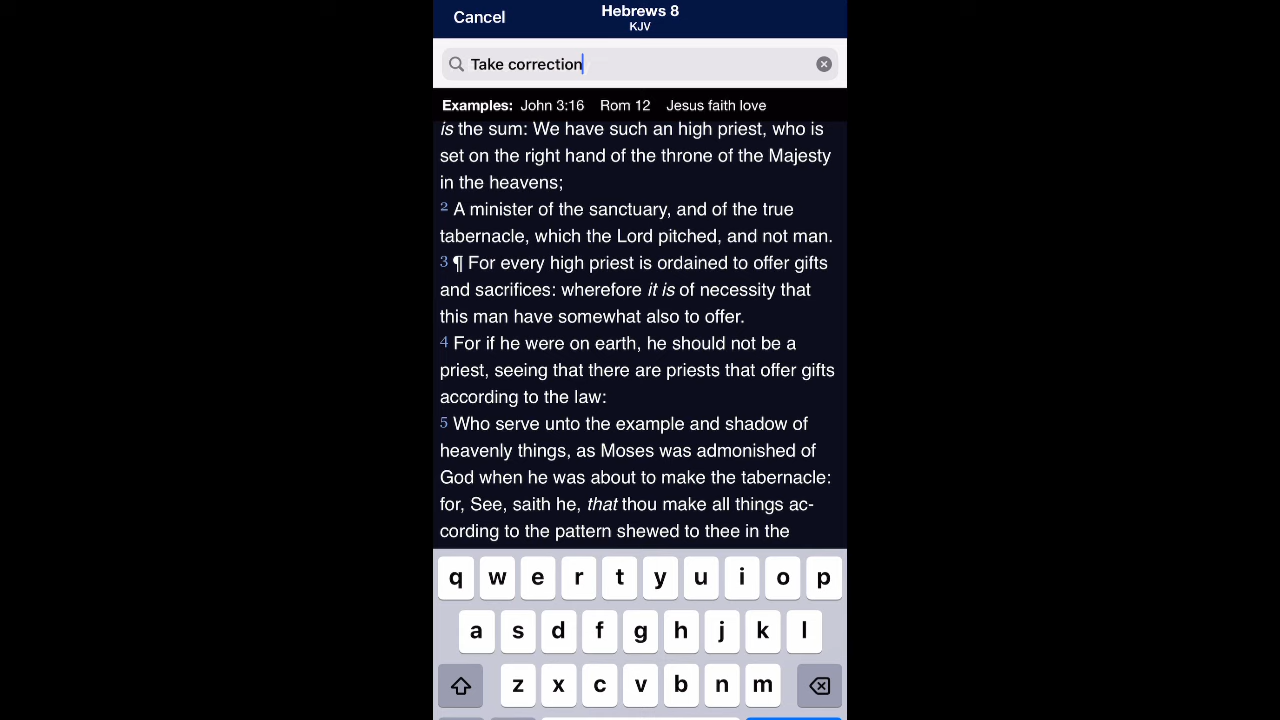 Cancel
Hebrews 8
KJV
Take correction
Examples: John 3:16 Rom 12 Jesus faith love
is the sum: We have such an high priest, who is
set on the right hand of the throne of the Majesty
in the heavens;
2 A minister of the sanctuary, and of the true
tabernacle, which the Lord pitched, and not man.
3 ¶ For every high priest is ordained to offer gifts
and sacrifices: wherefore it is of necessity that
this man have somewhat also to offer.
4 For if he were on earth, he should not be a
priest, seeing that there are priests that offer gifts
according to the law:
5 Who serve unto the example and shadow of
heavenly things, as Moses was admonished of
God when he was about to make the tabernacle:
for, See, saith he, that thou make all things ac-
cording to the pattern shewed to thee in the
q w e r t y u i o p
a s d f g h j k l
z x c v b n m